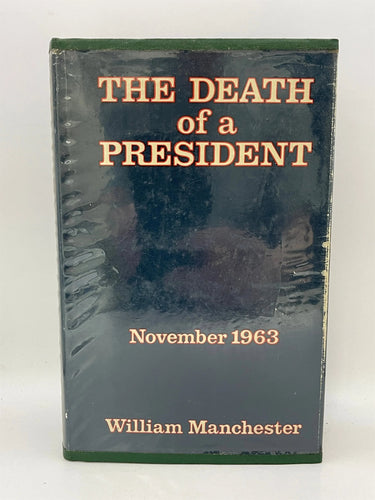 THE DEATH
of a
PRESIDENT
November 1963
William Manchester